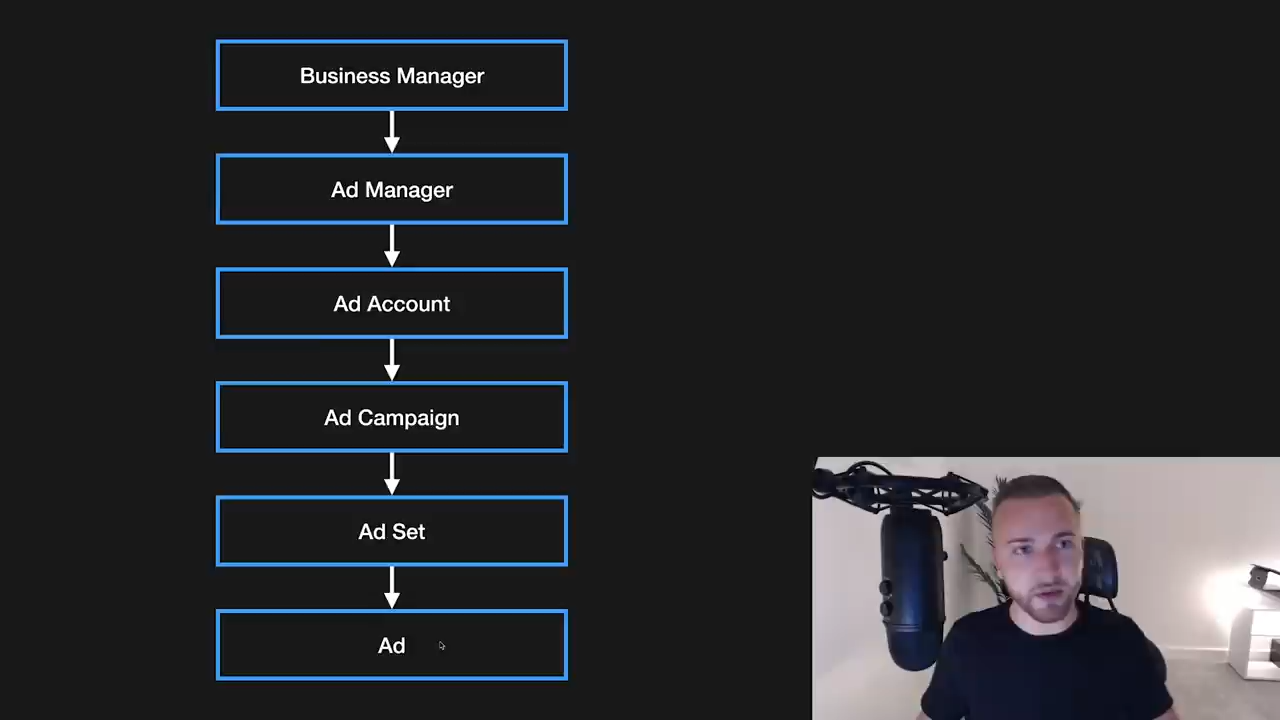 Business Manager
Ad Manager
Ad Account
Ad Campaign
Ad Set
Ad